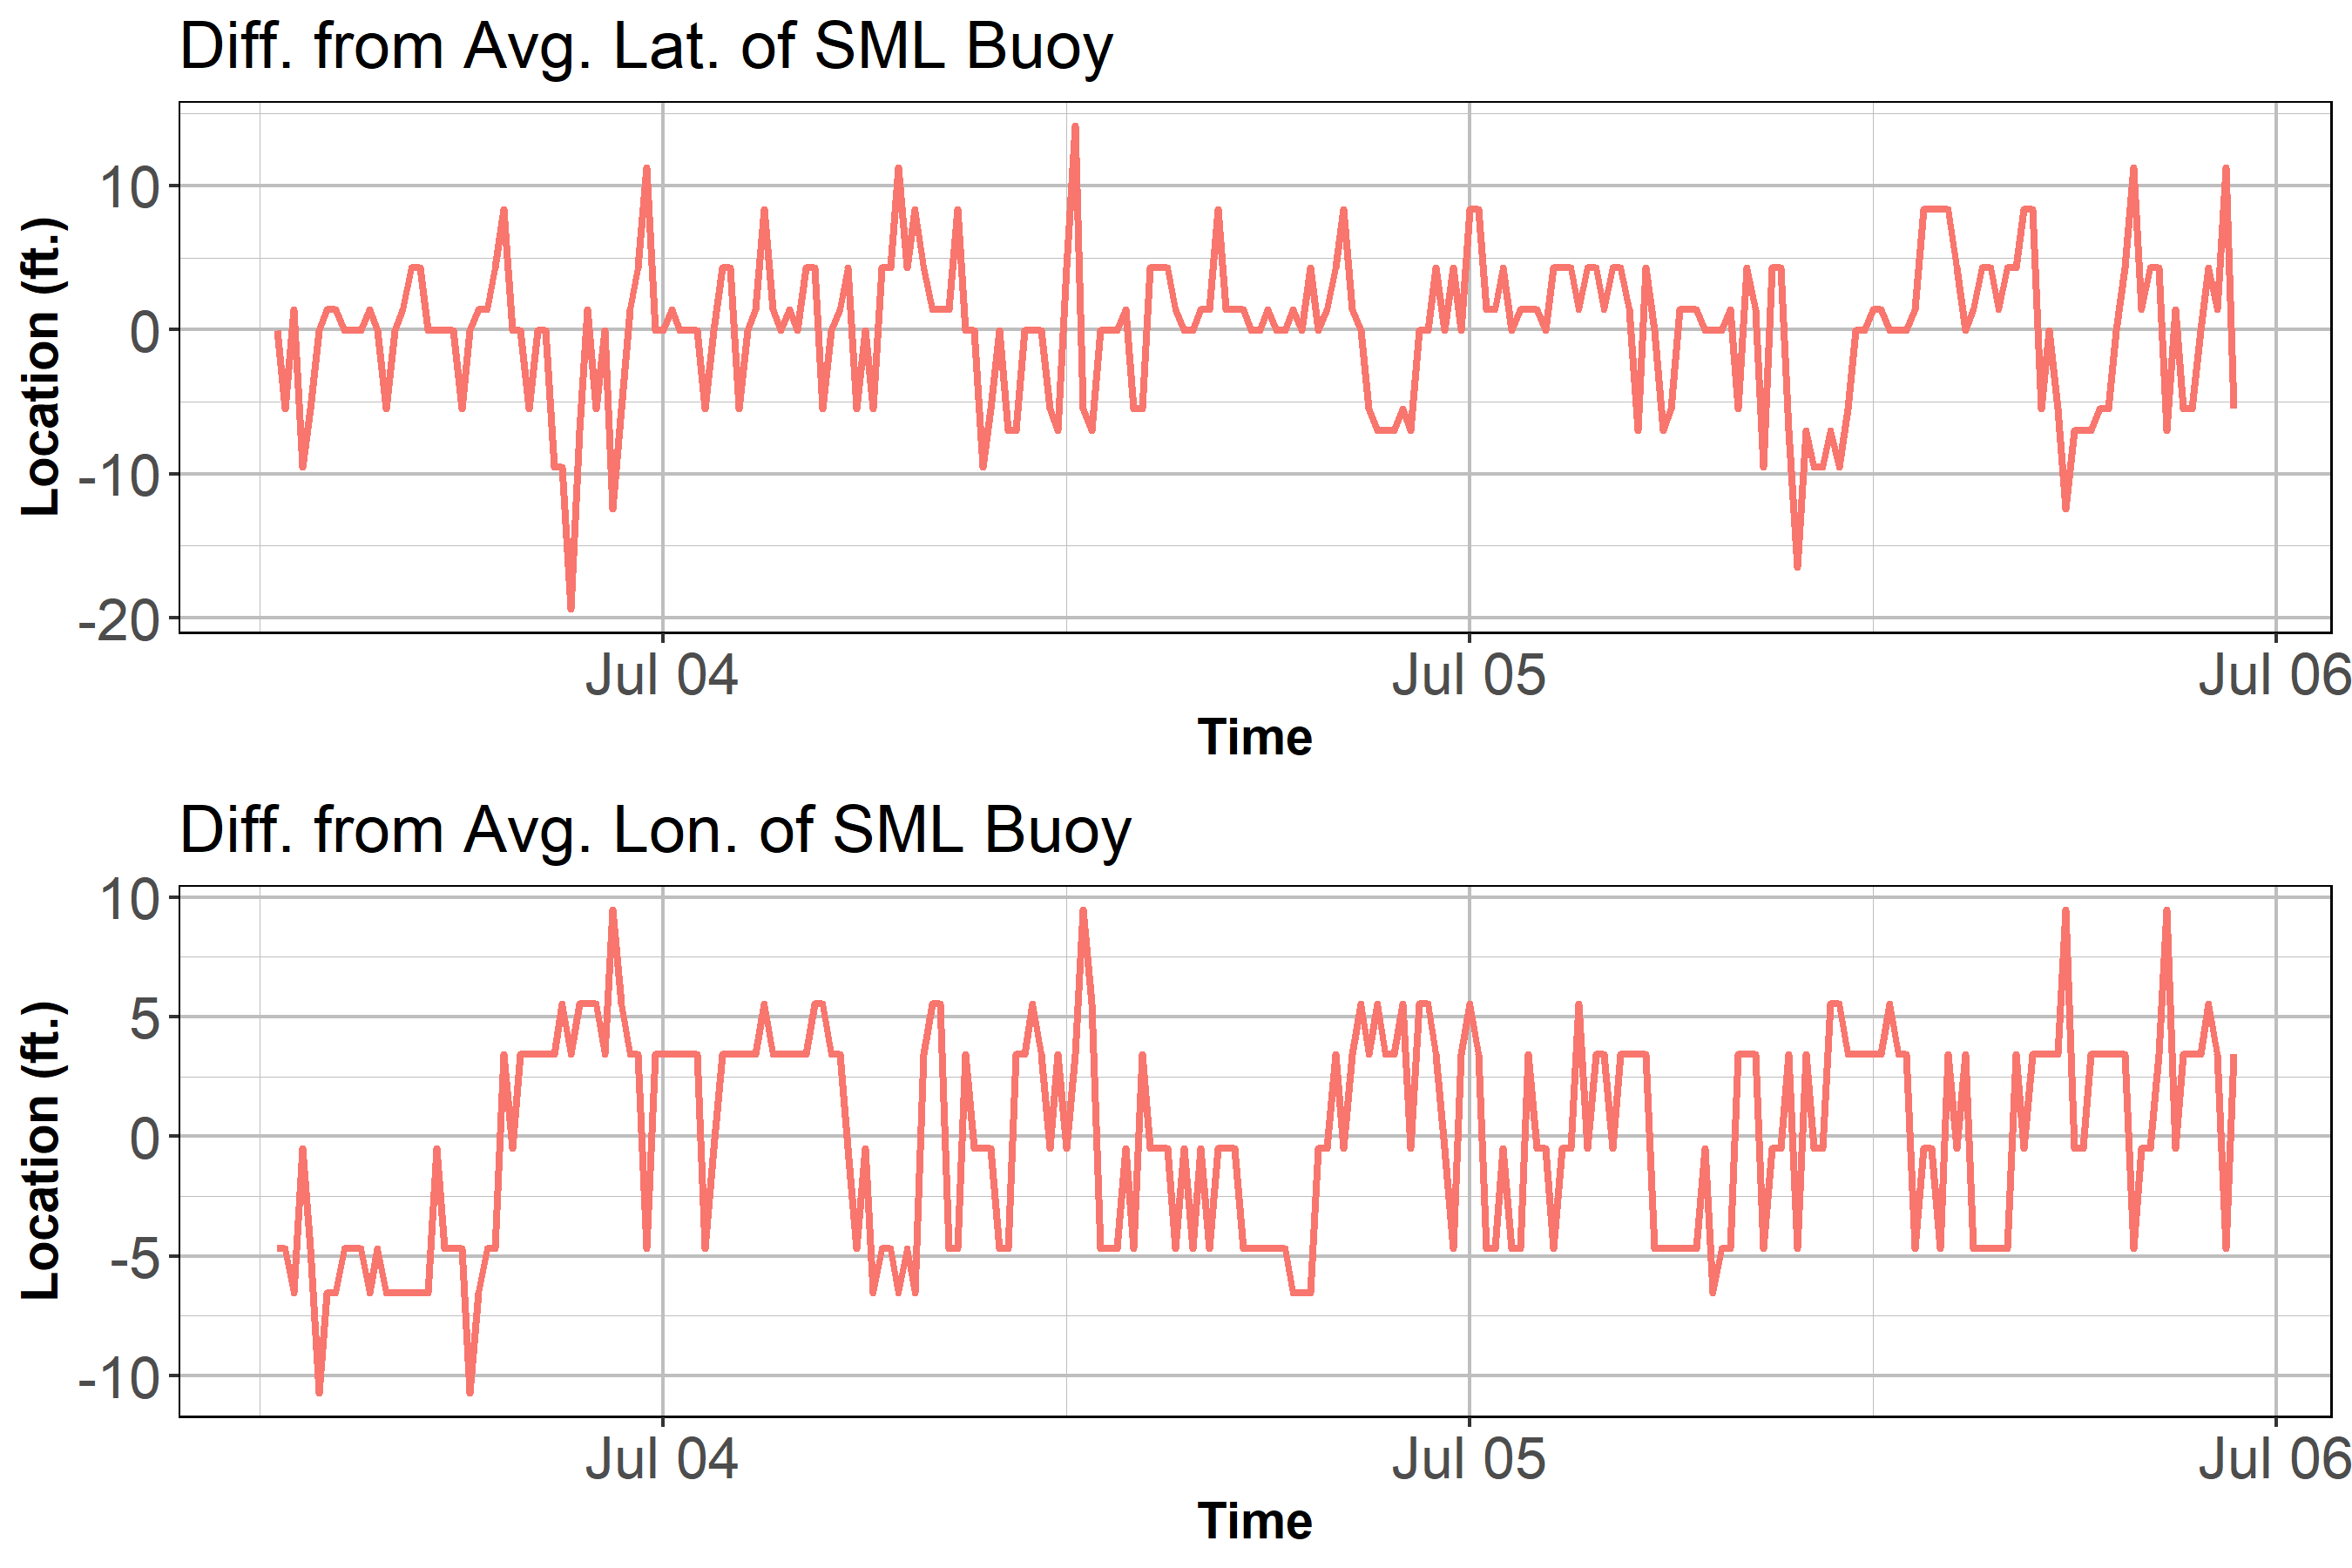 Diff. from Avg. Lat. of SML Buoy
Location (ft.)
10
0
-10
-20
Jul 04 Jul 05 Jul 06
Time
Diff. from Avg. Lon. of SML Buoy
Location (ft.)
10
5
0
-5
-10
Jul 04 Jul 05 Jul 06
Time